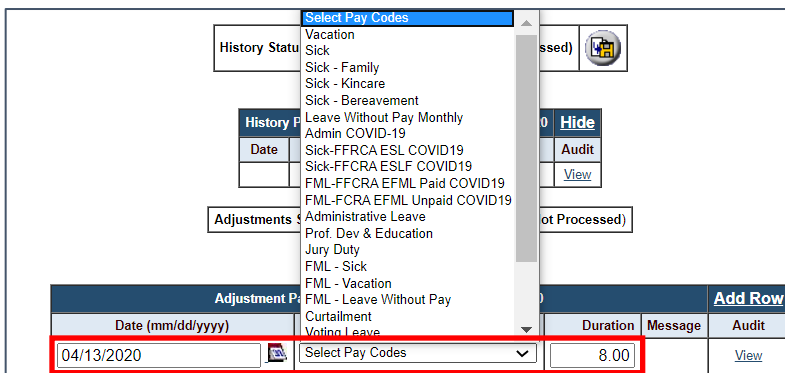 Select Pay Codes
Vacation
History Statu ssed)
Sick
Sick - Family
Sick - Kincare
Sick - Bereavement
Leave Without Pay Monthly
History P 0 Hide
Admin COVID-19
Date Sick-FFRCA ESL COVID19 Audit
Sick-FFCRA ESLF COVID19
View
FML-FFCRA EFML Paid COVID19
FML-FCRA EFML Unpaid COVID19
Administrative Leave
Adjustments S ot Processed)
Prof. Dev & Education
Jury Duty
FML - Sick
FML - Vacation
Adjustment Pa FML - Leave Without Pay 0 Add Row
Curtailment
Date (mm/dd/yyyy) Voting Leave Duration Message Audit
04/13/2020 Select Pay Codes 8.00 View